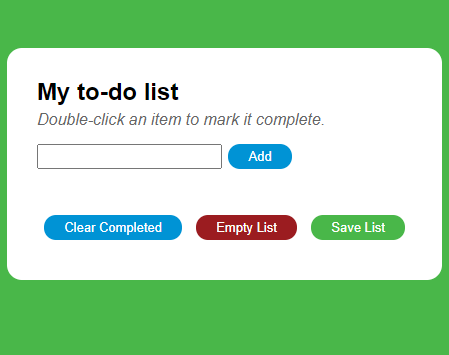 My to-do list
Double-click an item to mark it complete.
Add
Clear Completed Empty List Save List